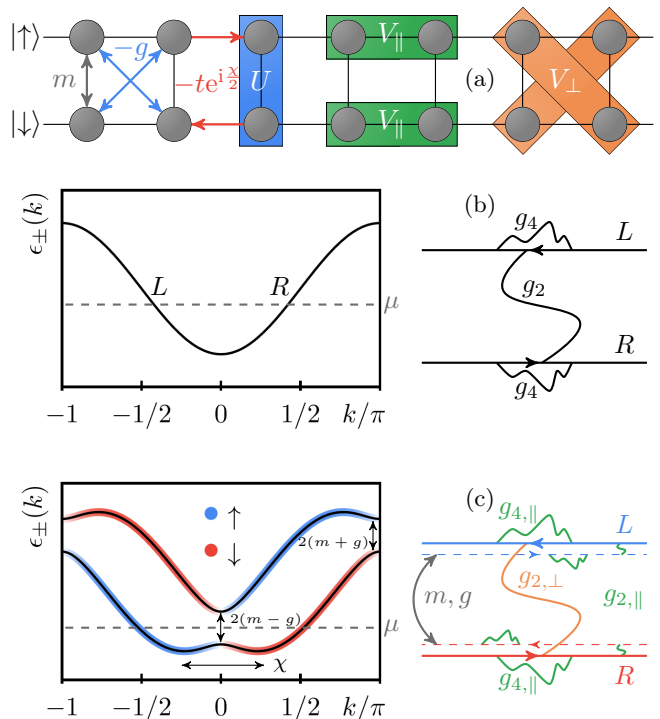 |↑⟩
−g
m
−te^{i χ/2}
U
V∥
(a)
V⊥
|↓⟩
V∥
ϵ±(k)
L
R
μ
−1
−1/2
0
1/2
k/π
(b)
g4
L
g2
R
g4
ϵ±(k)
↑
↓
2(m + g)
2(m − g)
μ
χ
−1
−1/2
0
1/2
k/π
(c)
g4,∥
L
g2,⊥
m, g
g2,∥
g4,∥
R